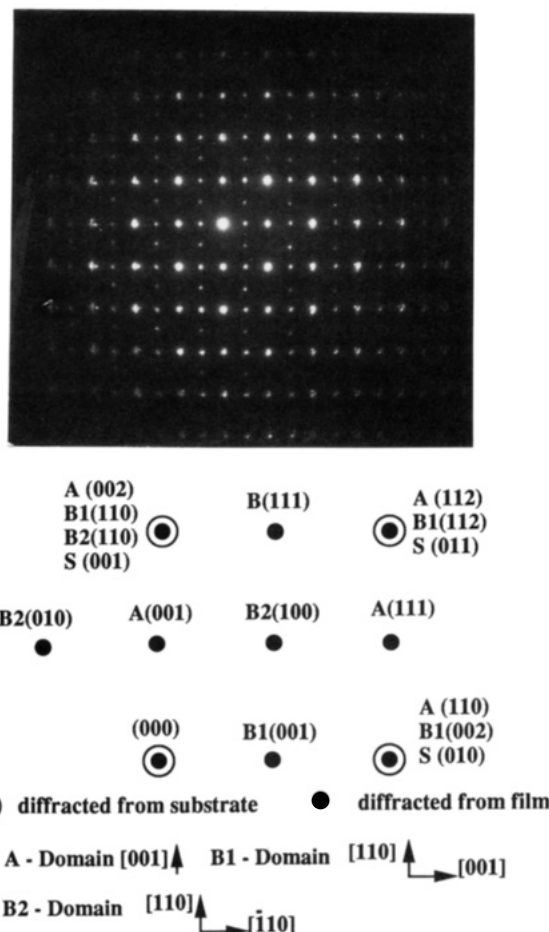 A (002)
B1(110)
B2(110)
S (001)
B(111)
A (112)
B1(112)
S (011)
B2(010)
A(001)
B2(100)
A(111)
(000)
B1(001)
A (110)
B1(002)
S (010)
) diffracted from substrate
diffracted from film
A - Domain [001]
B1 - Domain [110]
[001]
B2 - Domain [110]
[1̄10]